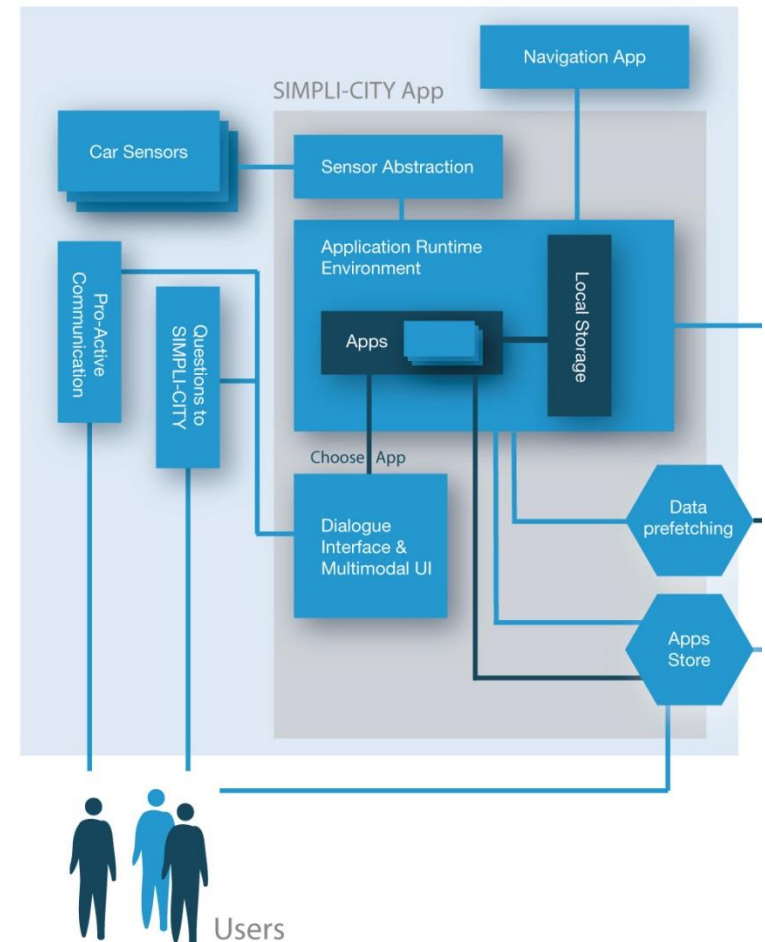 Navigation App
SIMPLI-CITY App
Car Sensors
Sensor Abstraction
Application Runtime
Environment
Local Storage
Apps
Pro-Active
Communication
Questions to
SIMPLI-CITY
Choose App
Dialogue
Interface &
Multimodal UI
Data
prefetching
Apps
Store
Users